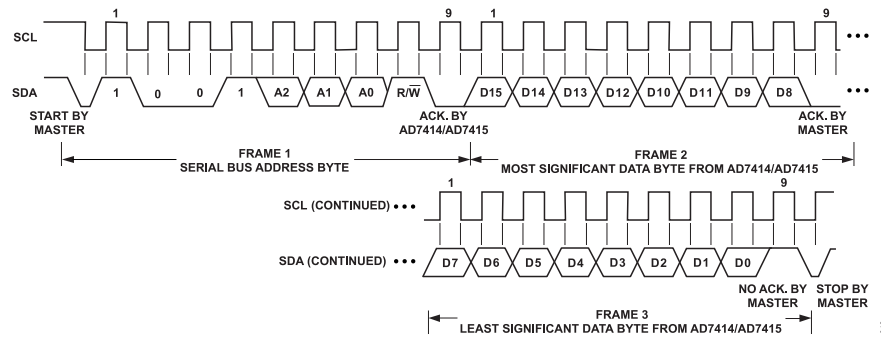 1 9 1 9
SCL
SDA 1 0 0 1 A2 A1 A0 R/W D15 D14 D13 D12 D10 D11 D9 D8
START BY MASTER
ACK. BY AD7414/AD7415
ACK. BY MASTER
FRAME 1
SERIAL BUS ADDRESS BYTE
FRAME 2
MOST SIGNIFICANT DATA BYTE FROM AD7414/AD7415
1 9
SCL (CONTINUED)
SDA (CONTINUED) D7 D6 D5 D4 D3 D2 D1 D0
NO ACK. BY MASTER
STOP BY MASTER
FRAME 3
LEAST SIGNIFICANT DATA BYTE FROM AD7414/AD7415